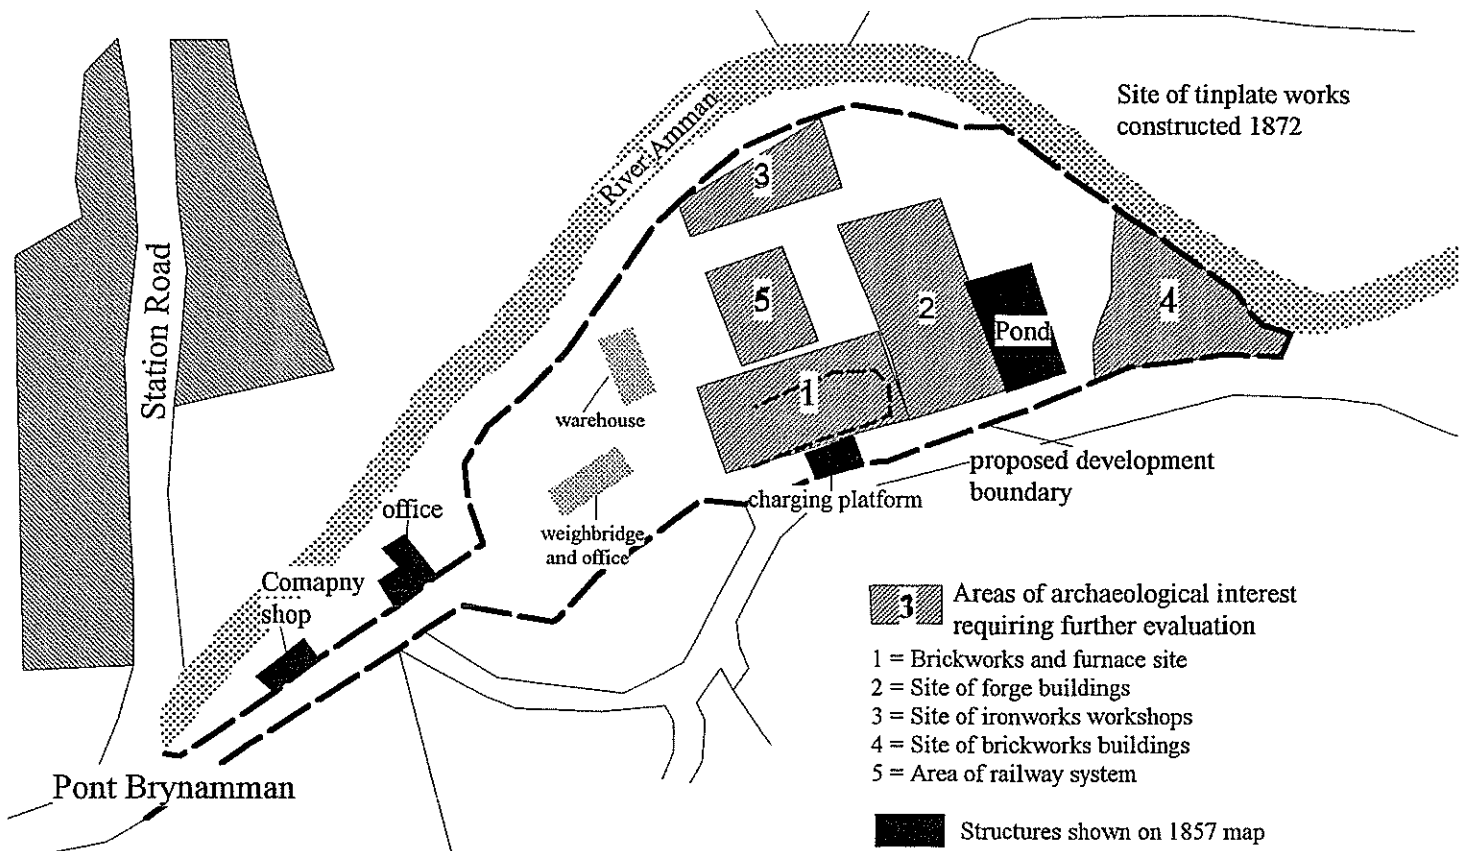 Site of tinplate works
constructed 1872
River Amman
3
Station Road
5
2
4
Pond
1
warehouse
proposed development
boundary
charging platform
office
weighbridge
and office
Comapny
shop
3
Areas of archaeological interest
requiring further evaluation
1 = Brickworks and furnace site
2 = Site of forge buildings
3 = Site of ironworks workshops
4 = Site of brickworks buildings
5 = Area of railway system
Pont Brynamman
Structures shown on 1857 map